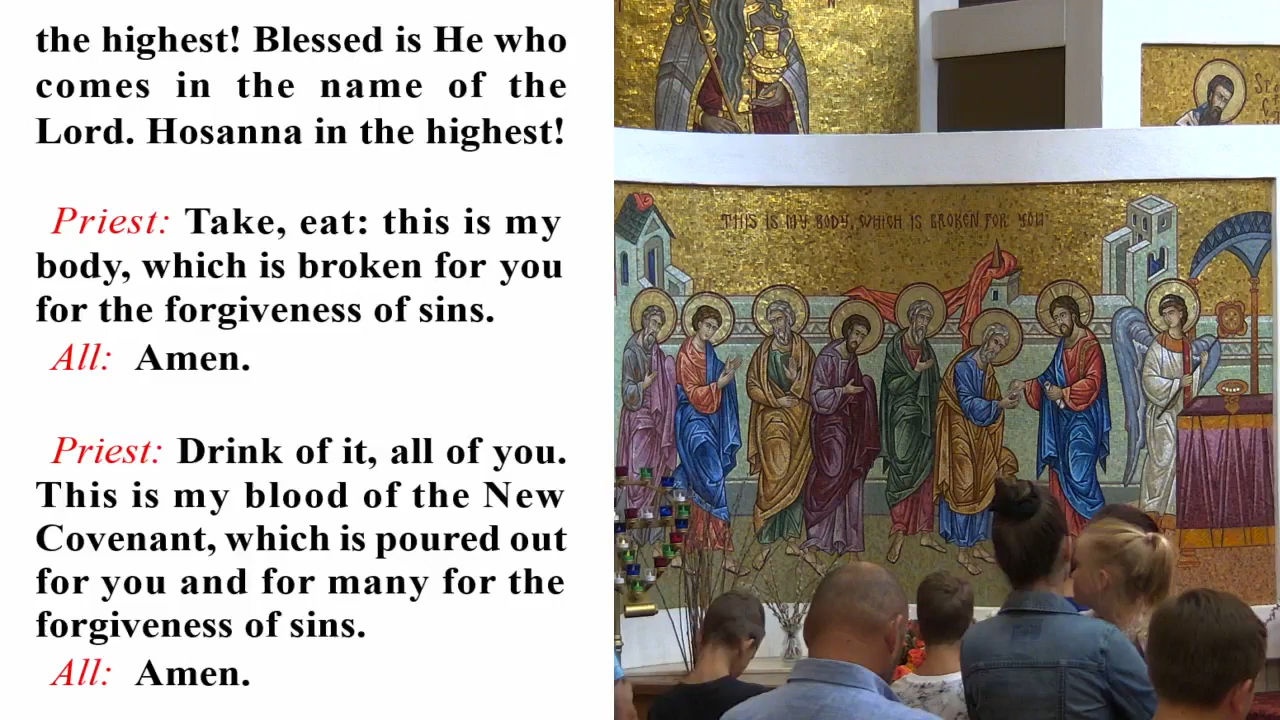 the highest! Blessed is He who
comes in the name of the
Lord. Hosanna in the highest!
Priest: Take, eat: this is my
body, which is broken for you
for the forgiveness of sins.
All: Amen.
Priest: Drink of it, all of you.
This is my blood of the New
Covenant, which is poured out
for you and for many for the
forgiveness of sins.
All: Amen.
THIS IS MY BODY, WHICH IS BROKEN FOR YOU